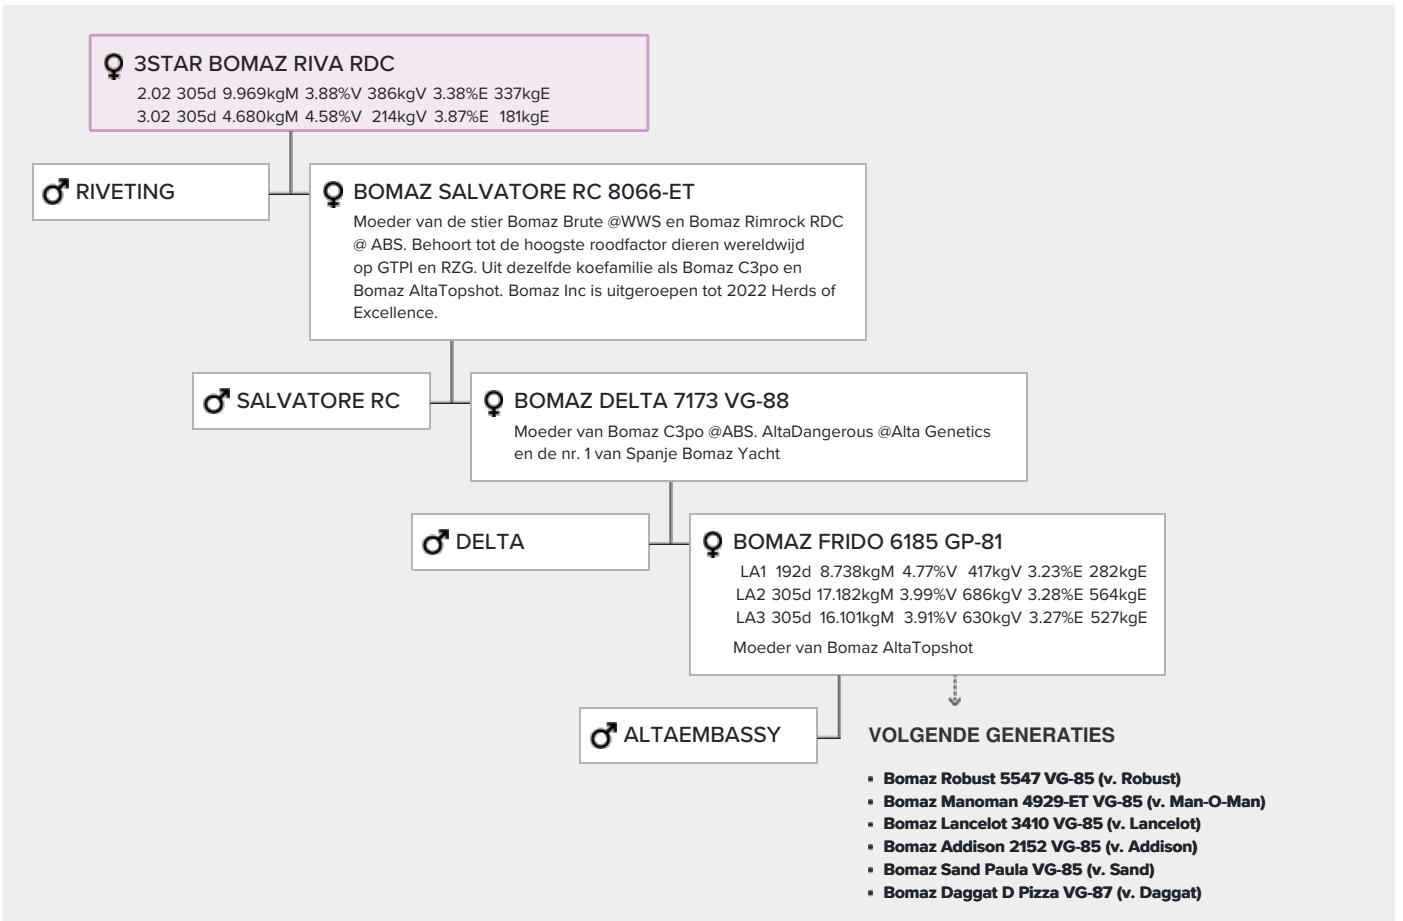 3STAR BOMAZ RIVA RDC
2.02 305d 9.969kgM 3.88%V 386kgV 3.38%E 337kgE
3.02 305d 4.680kgM 4.58%V 214kgV 3.87%E 181kgE
RIVETING
BOMAZ SALVATORE RC 8066-ET
Moeder van de stier Bomaz Brute @WWS en Bomaz Rimrock RDC
@ ABS. Behoort tot de hoogste roodfactor dieren wereldwijd
op GTPI en RZG. Uit dezelfde koefamilie als Bomaz C3po en
Bomaz AltaTopshot. Bomaz Inc is uitgeroepen tot 2022 Herds of
Excellence.
SALVATORE RC
BOMAZ DELTA 7173 VG-88
Moeder van Bomaz C3po @ABS. AltaDangerous @Alta Genetics
en de nr. 1 van Spanje Bomaz Yacht
DELTA
BOMAZ FRIDO 6185 GP-81
LA1 192d 8.738kgM 4.77%V 417kgV 3.23%E 282kgE
LA2 305d 17.182kgM 3.99%V 686kgV 3.28%E 564kgE
LA3 305d 16.101kgM 3.91%V 630kgV 3.27%E 527kgE
Moeder van Bomaz AltaTopshot
ALTAEMBASSY
VOLGENDE GENERATIES
• Bomaz Robust 5547 VG-85 (v. Robust)
• Bomaz Manoman 4929-ET VG-85 (v. Man-O-Man)
• Bomaz Lancelot 3410 VG-85 (v. Lancelot)
• Bomaz Addison 2152 VG-85 (v. Addison)
• Bomaz Sand Paula VG-85 (v. Sand)
• Bomaz Daggat D Pizza VG-87 (v. Daggat)